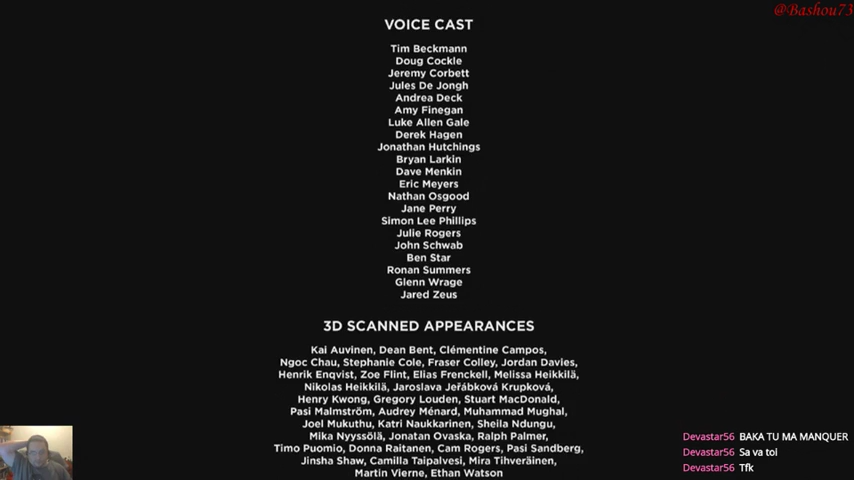 @Bashou73
VOICE CAST
Tim Beckmann
Doug Cockle
Jeremy Corbett
Jules De Jongh
Andrea Deck
Amy Finegan
Luke Allen Gale
Derek Hagen
Jonathan Hutchings
Bryan Larkin
Dave Menkin
Eric Meyers
Nathan Osgood
Jane Perry
Simon Lee Phillips
Julie Rogers
John Schwab
Ben Star
Ronan Summers
Glenn Wrage
Jared Zeus
3D SCANNED APPEARANCES
Kai Auvinen, Dean Bent, Clémentine Campos,
Ngoc Chau, Stephanie Cole, Fraser Colley, Jordan Davies,
Henrik Enqvist, Zoe Flint, Elias Frenckell, Melissa Heikkilä,
Nikolas Heikkilä, Jaroslava Jeřábková Krupková,
Henry Kwong, Gregory Louden, Stuart MacDonald,
Pasi Malmström, Audrey Ménard, Muhammad Mughal,
Joel Mukuthu, Katri Naukkarinen, Sheila Ndungu,
Mika Nyyssölä, Jonatan Ovaska, Ralph Palmer,
Timo Puomio, Donna Raitanen, Cam Rogers, Pasi Sandberg,
Jinsha Shaw, Camilla Taipalvesi, Mira Tihveräinen,
Martin Vierne, Ethan Watson
Devastar56 BAKA TU MA MANQUER
Devastar56 Sa va toi
Devastar56 Tfk